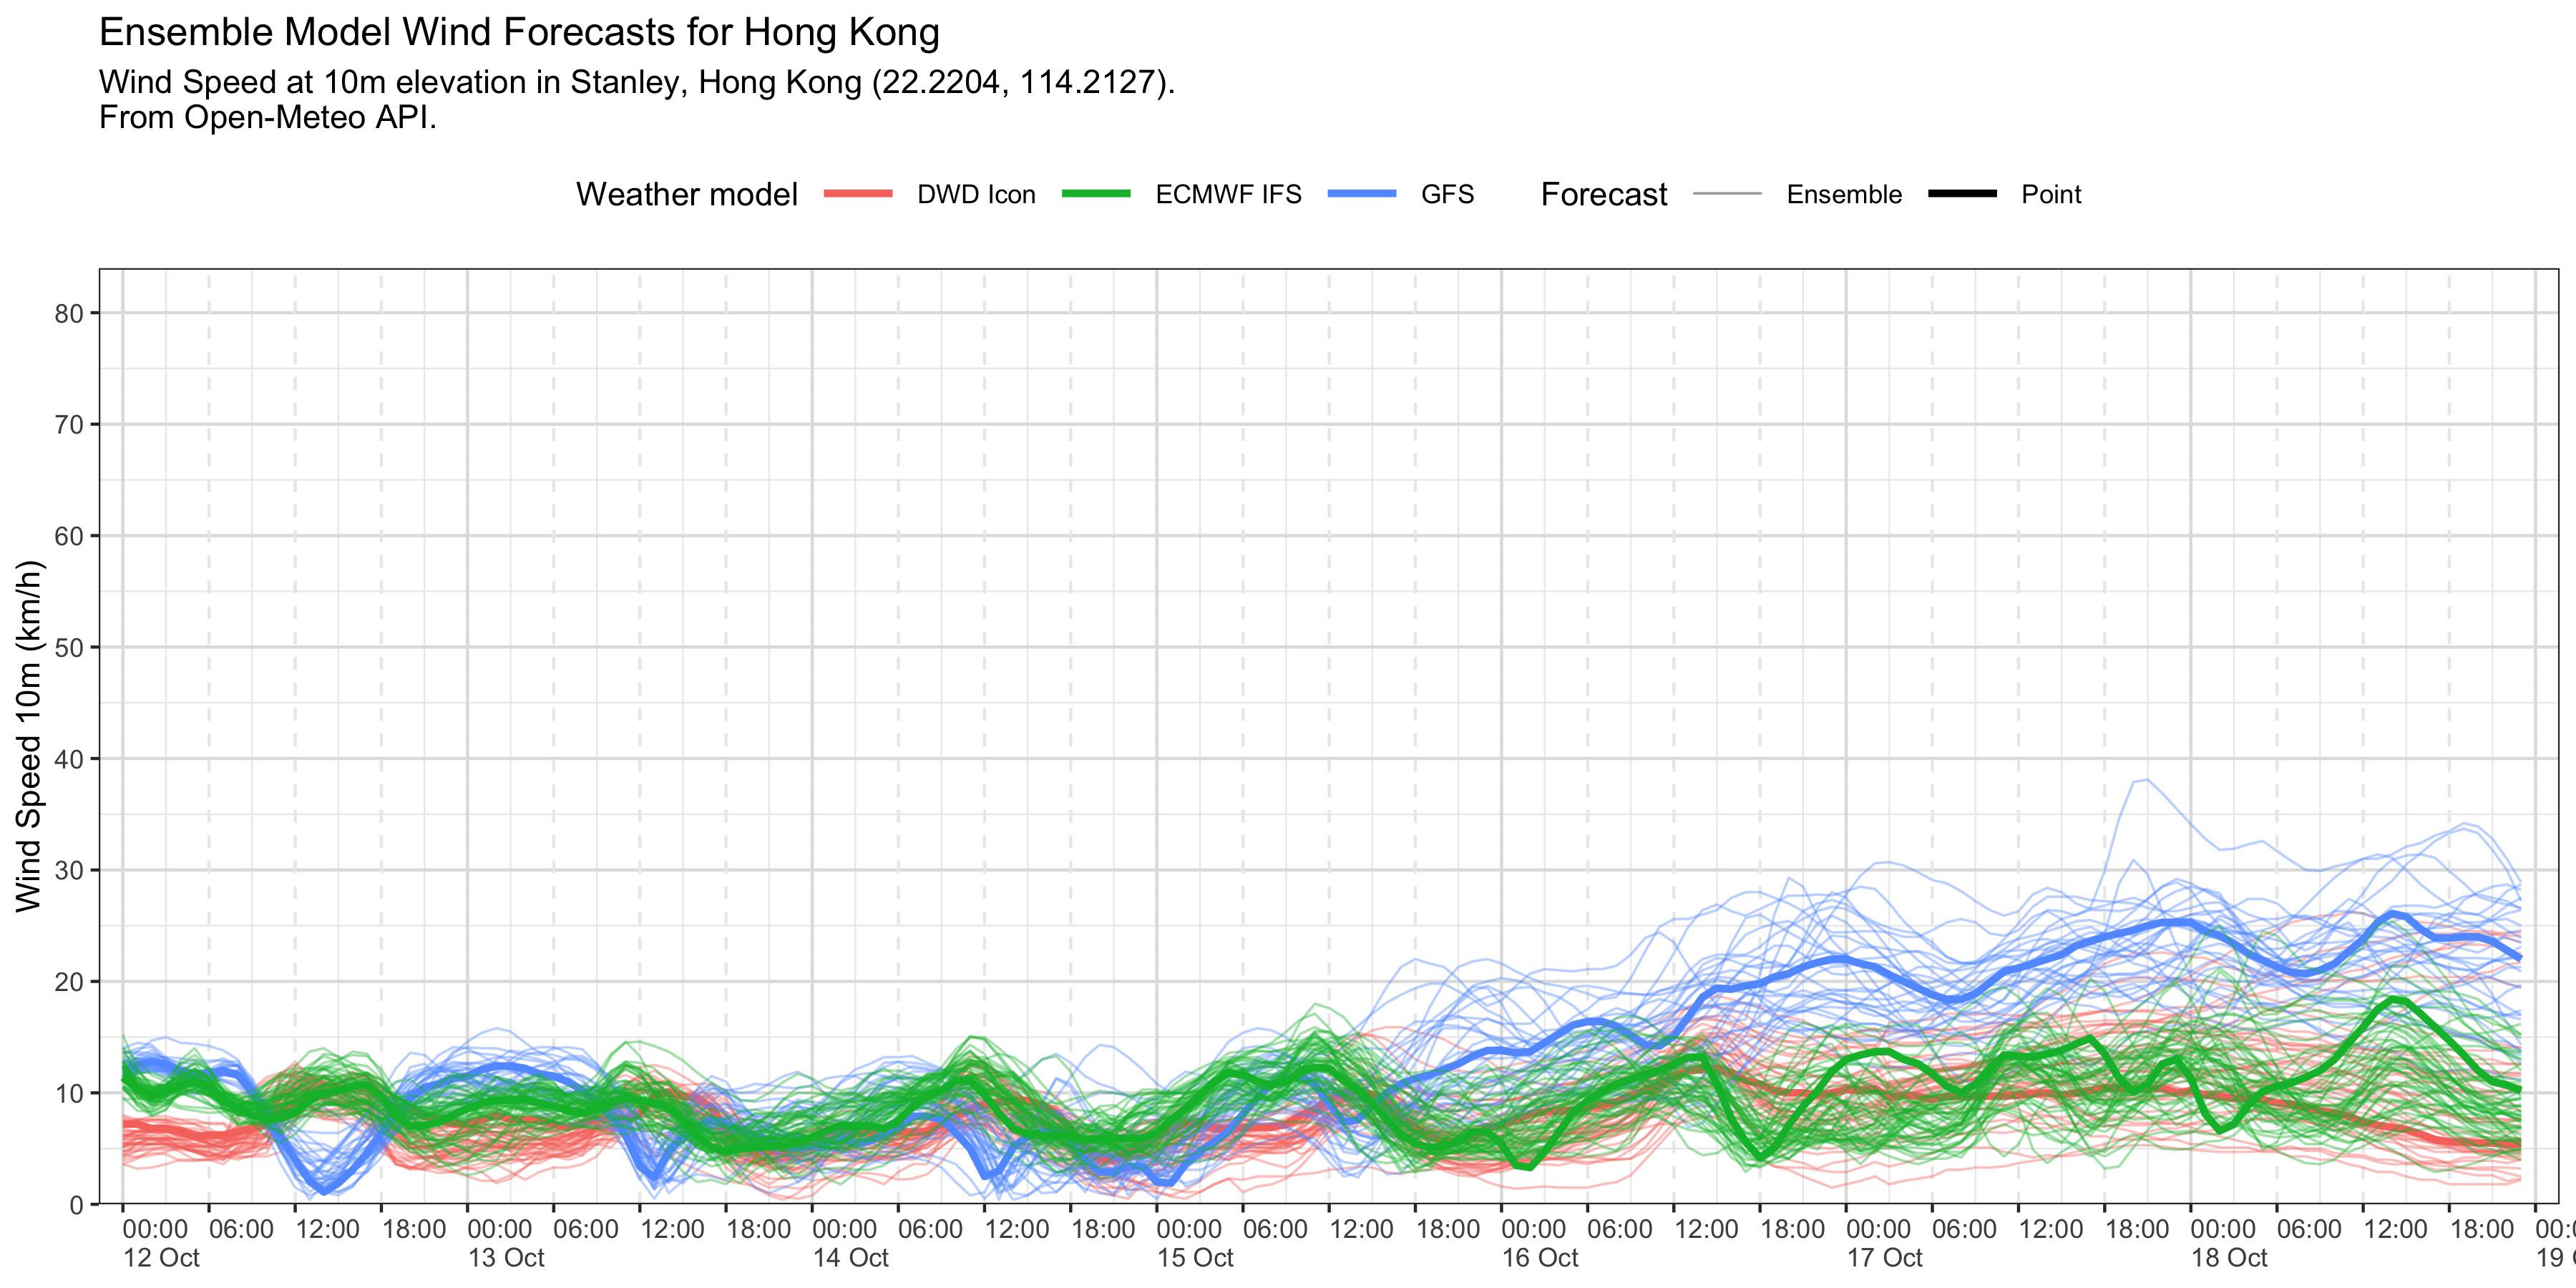 Ensemble Model Wind Forecasts for Hong Kong
Wind Speed at 10m elevation in Stanley, Hong Kong (22.2204, 114.2127).
From Open-Meteo API.
Weather model DWD Icon ECMWF IFS GFS Forecast Ensemble Point
Wind Speed 10m (km/h)
80
70
60
50
40
30
20
10
0
00:00 06:00 12:00 18:00 00:00 06:00 12:00 18:00 00:00 06:00 12:00 18:00 00:00 06:00 12:00 18:00 00:00 06:00 12:00 18:00 00:00 06:00 12:00 18:00 00:00 06:00 12:00 18:00 00:0
12 Oct 13 Oct 14 Oct 15 Oct 16 Oct 17 Oct 18 Oct 19